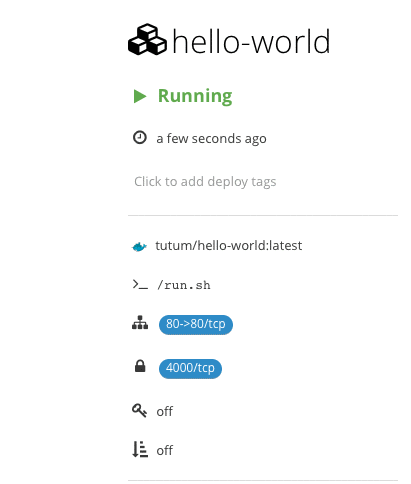 hello-world
Running
a few seconds ago
Click to add deploy tags
tutum/hello-world:latest
/run.sh
80->80/tcp
4000/tcp
off
off